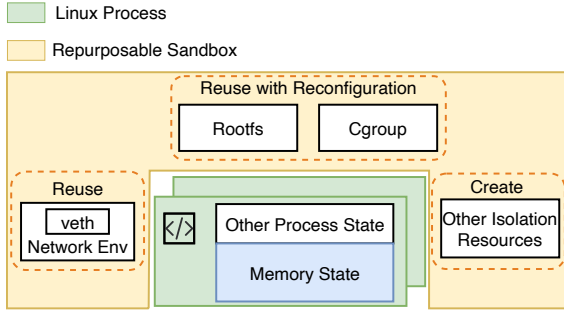 Linux Process
Repurposable Sandbox
Reuse with Reconfiguration
Rootfs
Cgroup
Reuse
veth
Network Env
</>
Other Process State
Memory State
Create
Other Isolation
Resources